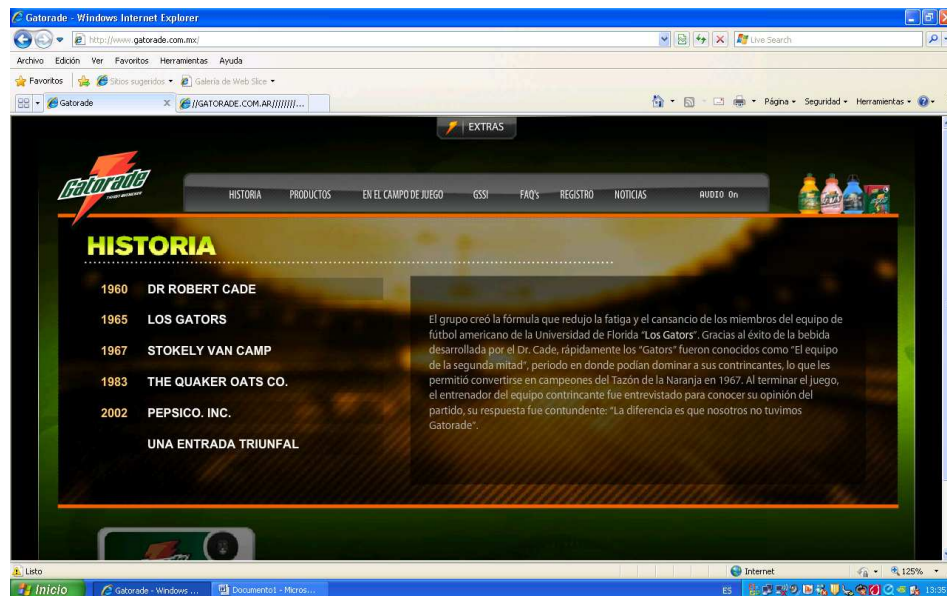 Gatorade - Windows Internet Explorer
http://www.gatorade.com.mx/
Live Search
Archivo Edición Ver Favoritos Herramientas Ayuda
Favoritos Sitios sugeridos Galería de Web Slice
Gatorade //GATORADE.COM.AR////////... Página Seguridad Herramientas
EXTRAS
Gatorade
HISTORIA PRODUCTOS EN EL CAMPO DE JUEGO GSSI FAQ's REGISTRO NOTICIAS AUDIO On
HISTORIA
1960 DR ROBERT CADE
1965 LOS GATORS
1967 STOKELY VAN CAMP
1983 THE QUAKER OATS CO.
2002 PEPSICO. INC.
UNA ENTRADA TRIUNFAL
El grupo creó la fórmula que redujo la fatiga y el cansancio de los miembros del equipo de
fútbol americano de la Universidad de Florida "Los Gators". Gracias al éxito de la bebida
desarrollada por el Dr. Cade, rápidamente los "Gators" fueron conocidos como "El equipo
de la segunda mitad", periodo en donde podían dominar a sus contrincantes, lo que les
permitió convertirse en campeones del Tazón de la Naranja en 1967. Al terminar el juego,
el entrenador del equipo contrincante fue entrevistado para conocer su opinión del
partido, su respuesta fue contundente: "La diferencia es que nosotros no tuvimos
Gatorade".
Listo Internet 125%
Inicio Gatorade - Windows ... Documento1 - Micros... ES 13:35